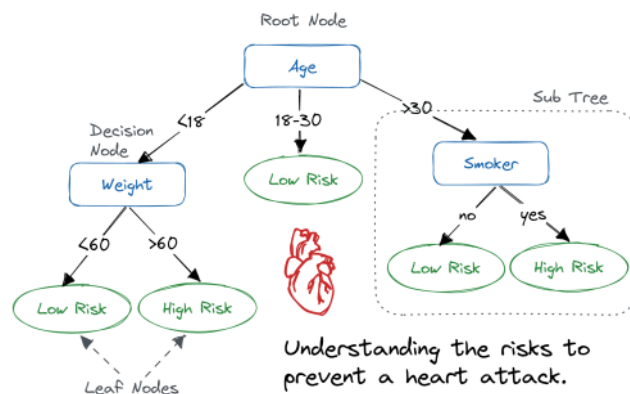 Root Node
Age
<18
18-30
>30
Sub Tree
Decision
Node
Weight
Low Risk
Smoker
<60
>60
no
yes
Low Risk
High Risk
Low Risk
High Risk
Leaf Nodes
Understanding the risks to
prevent a heart attack.